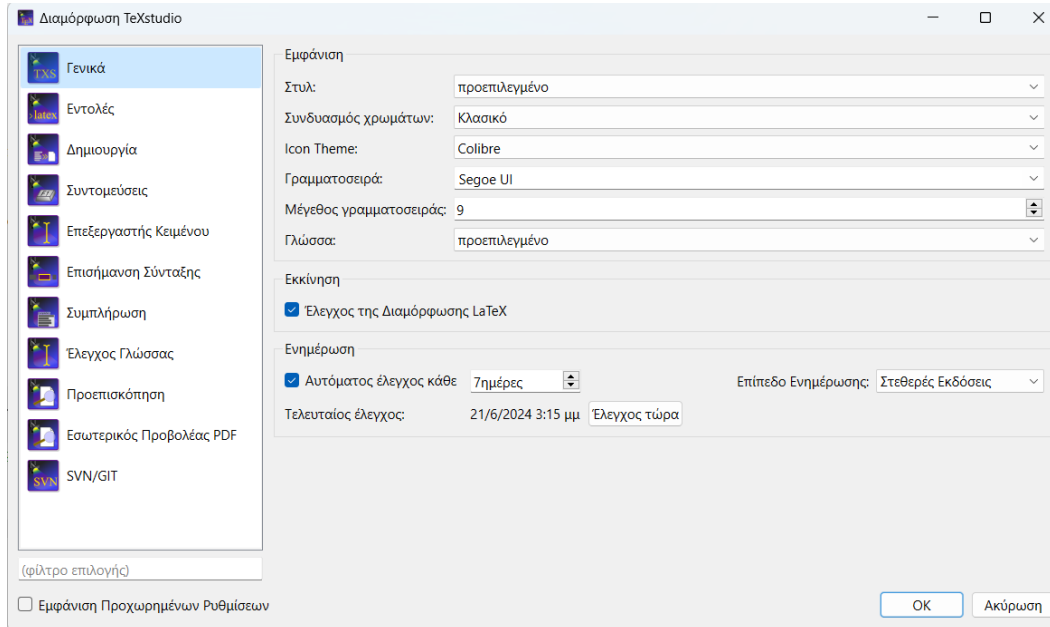 Διαμόρφωση TeXstudio
TXS Γενικά
>latex Εντολές
Δημιουργία
Συντομεύσεις
Επεξεργαστής Κειμένου
Επισήμανση Σύνταξης
Συμπλήρωση
Έλεγχος Γλώσσας
Προεπισκόπηση
Εσωτερικός Προβολέας PDF
SVN SVN/GIT
(φίλτρο επιλογής)
Εμφάνιση Προχωρημένων Ρυθμίσεων
Εμφάνιση
Στυλ: προεπιλεγμένο
Συνδυασμός χρωμάτων: Κλασικό
Icon Theme: Colibre
Γραμματοσειρά: Segoe UI
Μέγεθος γραμματοσειράς: 9
Γλώσσα: προεπιλεγμένο
Εκκίνηση
Έλεγχος της Διαμόρφωσης LaTeX
Ενημέρωση
Αυτόματος έλεγχος κάθε 7ημέρες Επίπεδο Ενημέρωσης: Στεθερές Εκδόσεις
Τελευταίος έλεγχος: 21/6/2024 3:15 μμ Έλεγχος τώρα
OK Ακύρωση